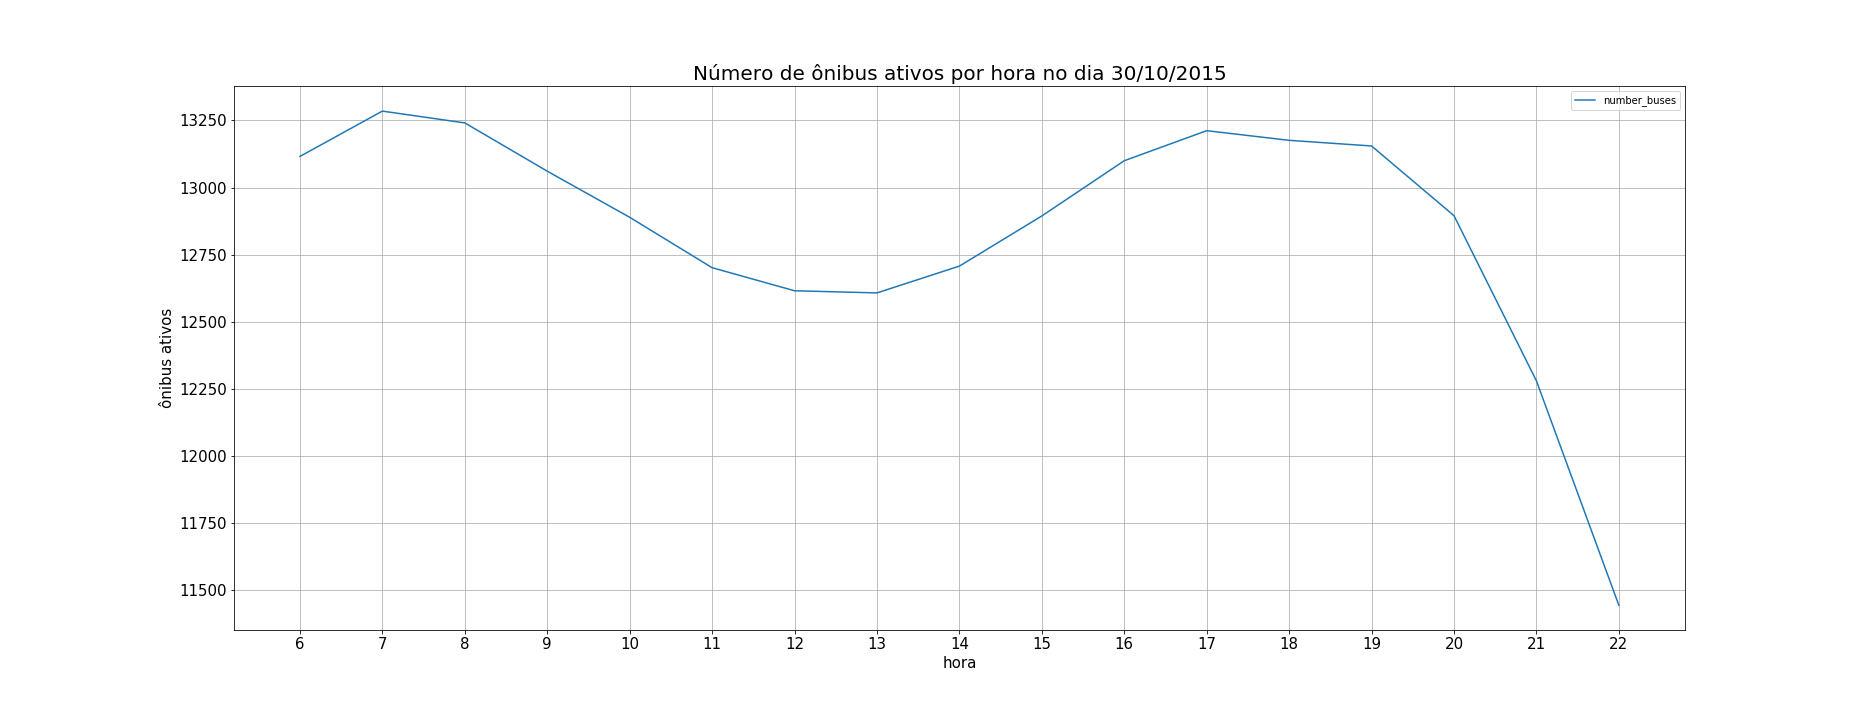 Número de ônibus ativos por hora no dia 30/10/2015
number_buses
13250
13000
12750
12500
12250
12000
11750
11500
ônibus ativos
6 7 8 9 10 11 12 13 14 15 16 17 18 19 20 21 22
hora